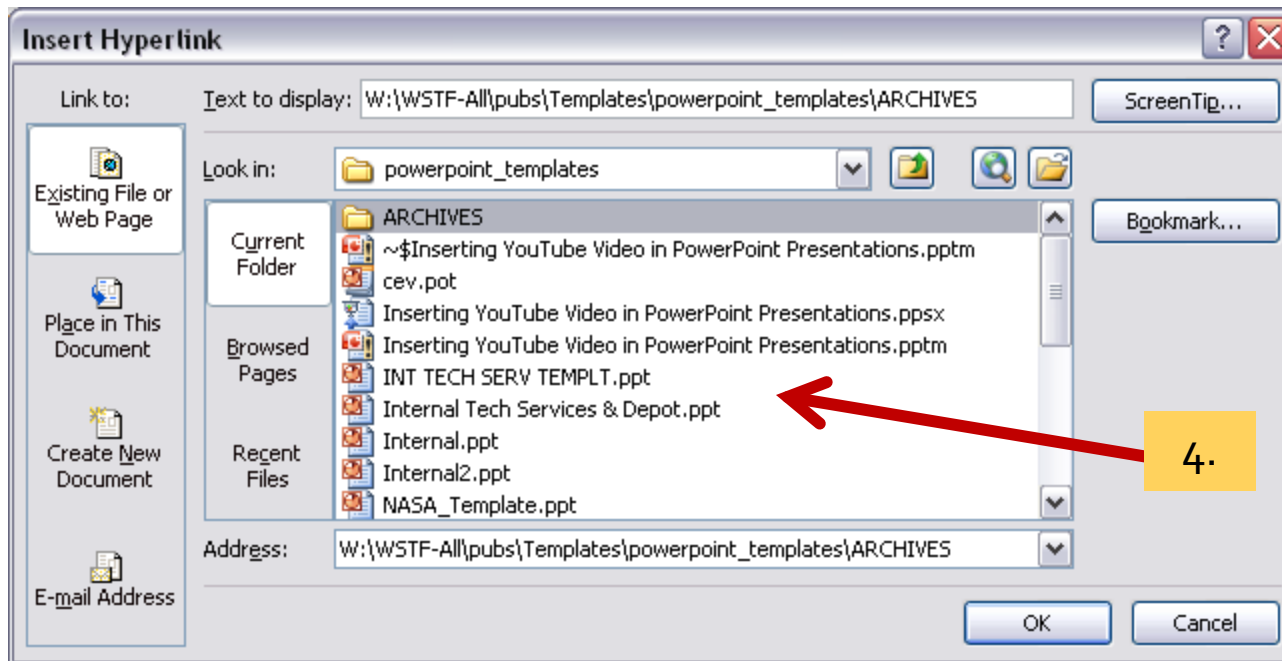 Insert Hyperlink
Link to:
Text to display: W:\WSTF-All\pubs\Templates\powerpoint_templates\ARCHIVES
ScreenTip...
Existing File or
Web Page
Place in This
Document
Create New
Document
E-mail Address
Look in: powerpoint_templates
Bookmark...
Current
Folder
Browsed
Pages
Recent
Files
ARCHIVES
~$Inserting YouTube Video in PowerPoint Presentations.pptm
cev.pot
Inserting YouTube Video in PowerPoint Presentations.ppsx
Inserting YouTube Video in PowerPoint Presentations.pptm
INT TECH SERV TEMPLT.ppt
Internal Tech Services & Depot.ppt
Internal.ppt
Internal2.ppt
NASA_Template.ppt
4.
Address: W:\WSTF-All\pubs\Templates\powerpoint_templates\ARCHIVES
OK
Cancel